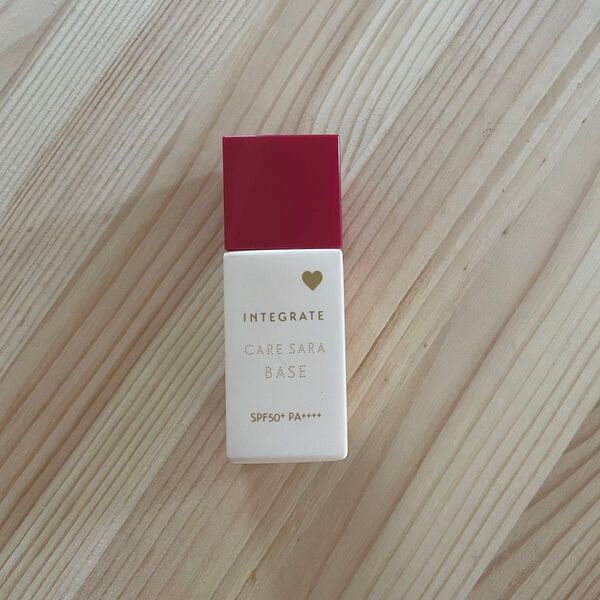 INTEGRATE
CARE SARA
BASE
SPF50+ PA++++